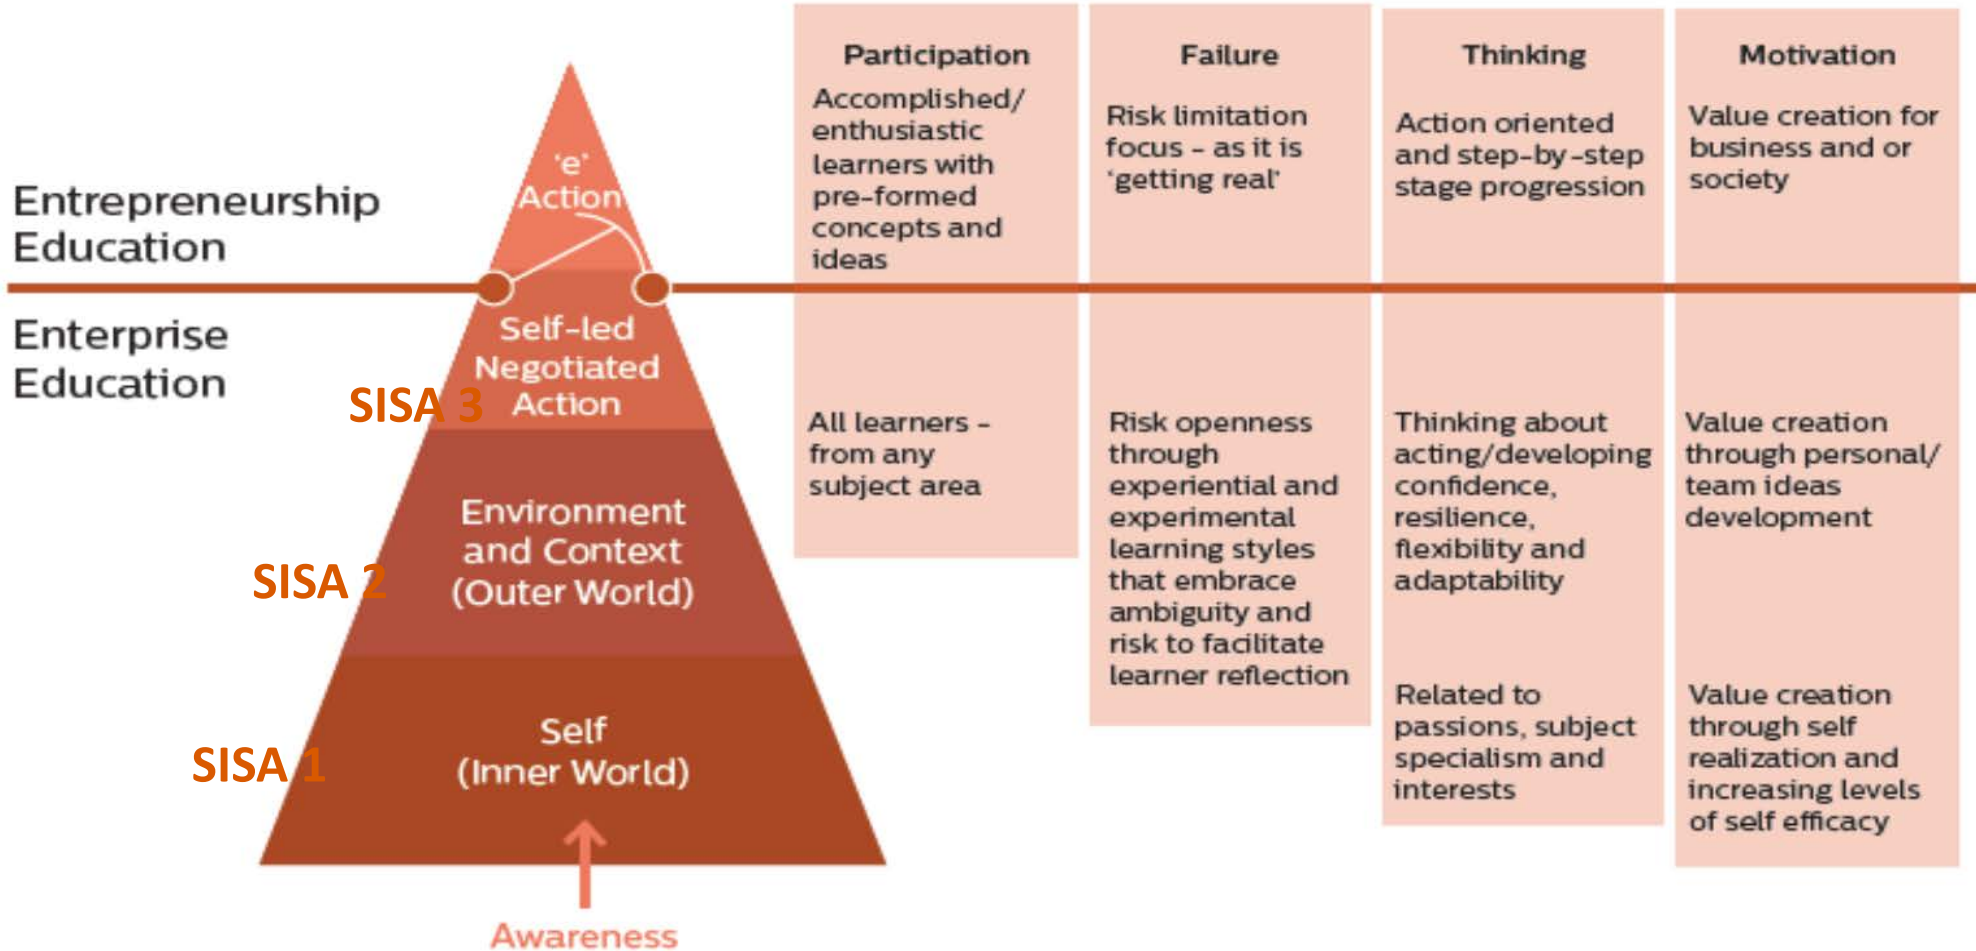 Entrepreneurship
Education
Enterprise
Education
'e'
Action
Self-led
Negotiated
Action
SISA 3
Environment
and Context
(Outer World)
SISA 2
Self
(Inner World)
SISA 1
Awareness
Participation
Accomplished/
enthusiastic
learners with
pre-formed
concepts and
ideas
All learners –
from any
subject area
Failure
Risk limitation
focus – as it is
'getting real'
Risk openness
through
experiential and
experimental
learning styles
that embrace
ambiguity and
risk to facilitate
learner reflection
Thinking
Action oriented
and step-by-step
stage progression
Thinking about
acting/developing
confidence,
resilience,
flexibility and
adaptability
Related to
passions, subject
specialism and
interests
Motivation
Value creation for
business and or
society
Value creation
through personal/
team ideas
development
Value creation
through self
realization and
increasing levels
of self efficacy